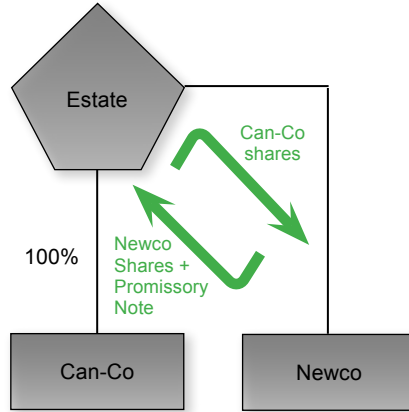 Estate
Can-Co
shares
100%
Newco
Shares +
Promissory
Note
Can-Co
Newco